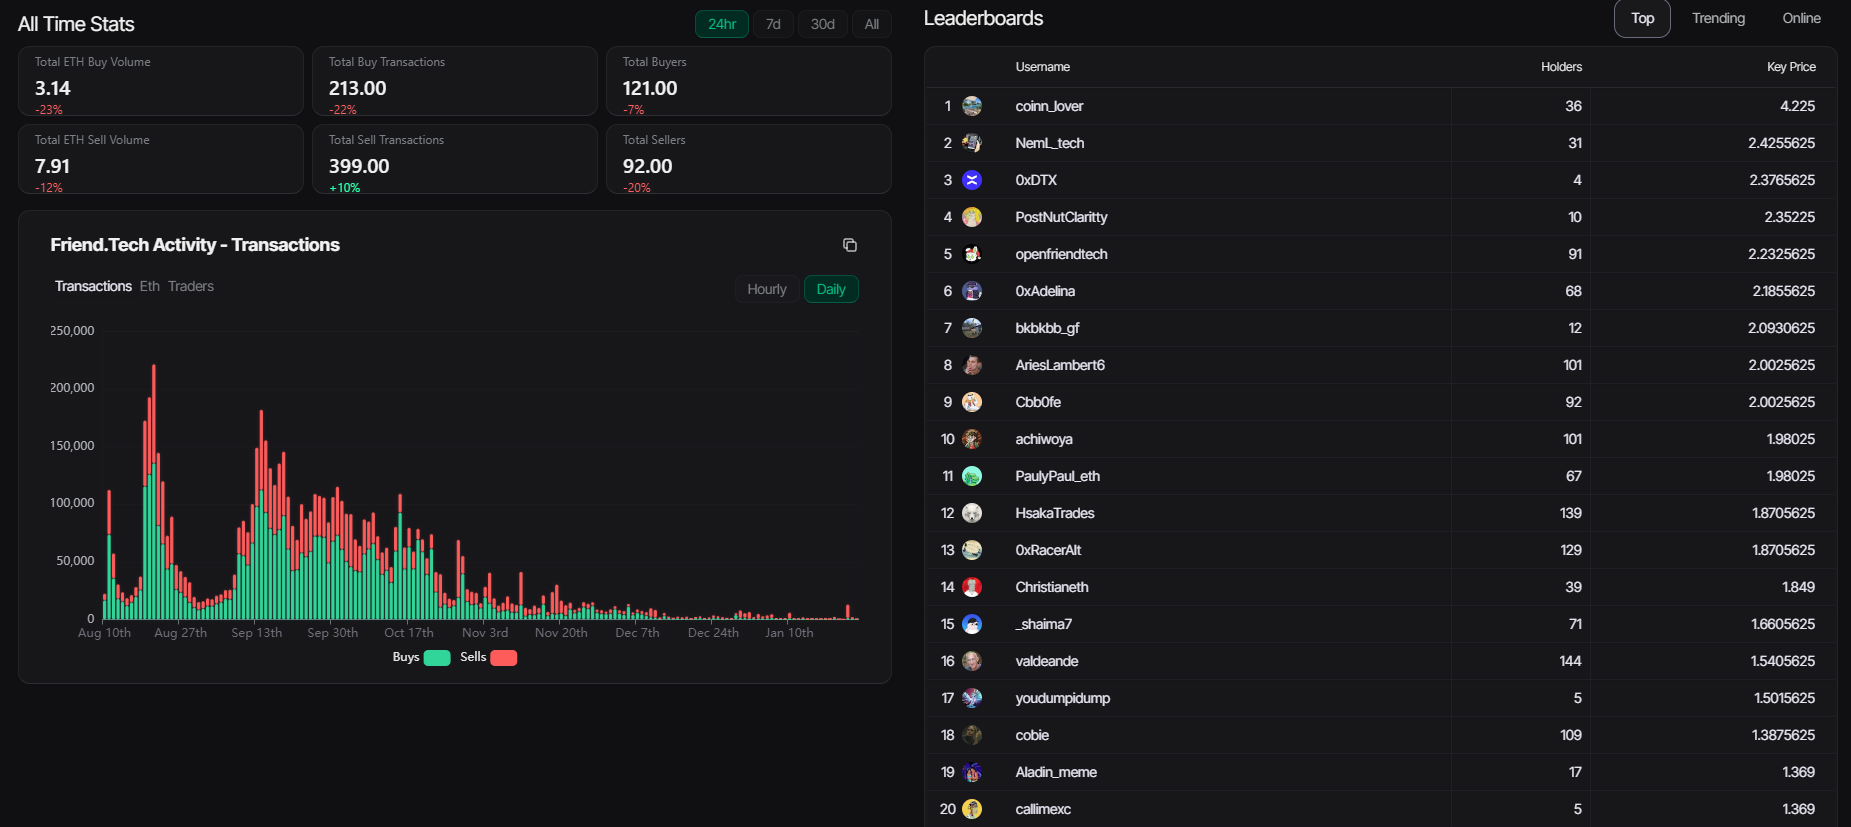 All Time Stats
24hr 7d 30d All
Total ETH Buy Volume
3.14
-23%
Total Buy Transactions
213.00
-22%
Total Buyers
121.00
-7%
Total ETH Sell Volume
7.91
-12%
Total Sell Transactions
399.00
+10%
Total Sellers
92.00
-20%
Friend.Tech Activity - Transactions
Transactions Eth Traders
Hourly Daily
250,000
200,000
150,000
100,000
50,000
0
Aug 10th Aug 27th Sep 13th Sep 30th Oct 17th Nov 3rd Nov 20th Dec 7th Dec 24th Jan 10th
Buys Sells
Leaderboards
Top Trending Online
Username Holders Key Price
1 coinn_lover 36 4.225
2 NemL_tech 31 2.4255625
3 0xDTX 4 2.3765625
4 PostNutClaritty 10 2.35225
5 openfriendtech 91 2.2325625
6 0xAdelina 68 2.1855625
7 bkbkbb_gf 12 2.0930625
8 AriesLambert6 101 2.0025625
9 Cbb0fe 92 2.0025625
10 achiwoya 101 1.98025
11 PaulyPaul_eth 67 1.98025
12 HsakaTrades 139 1.8705625
13 0xRacerAlt 129 1.8705625
14 Christianeth 39 1.849
15 _shaima7 71 1.6605625
16 valdeande 144 1.5405625
17 youdumpidump 5 1.5015625
18 cobie 109 1.3875625
19 Aladin_meme 17 1.369
20 callimexc 5 1.369